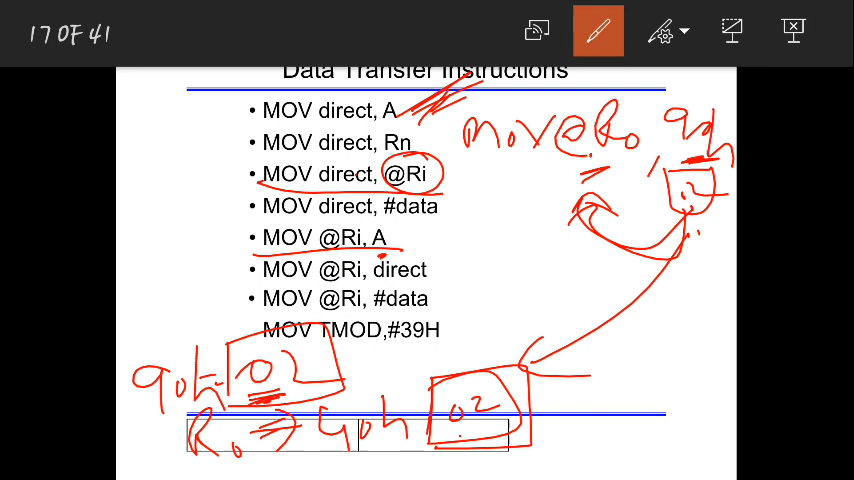 17 OF 41
Data Transfer Instructions
• MOV direct, A
• MOV direct, Rn
• MOV direct, @Ri
• MOV direct, #data
• MOV @Ri, A
• MOV @Ri, direct
• MOV @Ri, #data
MOV TMOD,#39H
MOV @R0, 90h
02
90h- 02
R0 ⇒ 40h 02